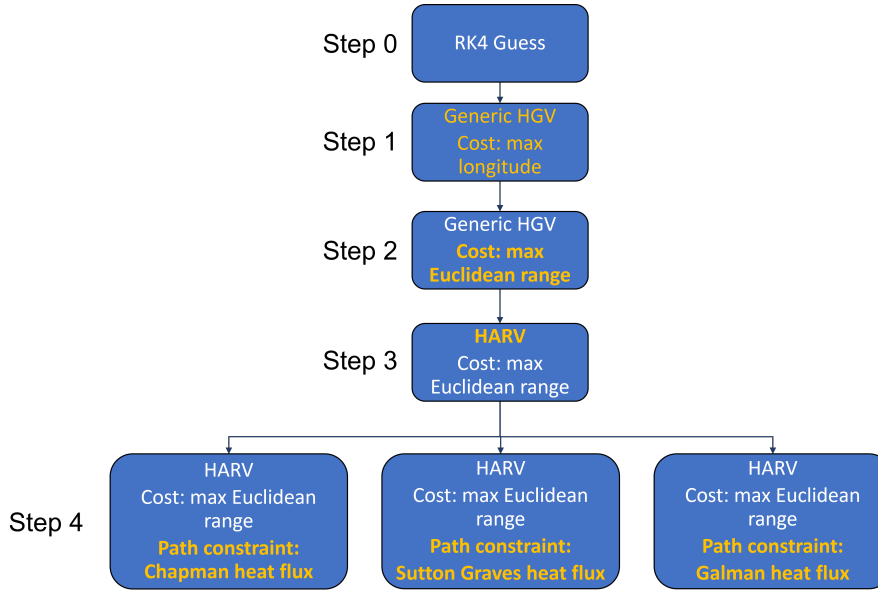 Step 0
RK4 Guess
Step 1
Generic HGV
Cost: max
longitude
Step 2
Generic HGV
Cost: max
Euclidean range
Step 3
HARV
Cost: max
Euclidean range
Step 4
HARV
Cost: max Euclidean
range
Path constraint:
Chapman heat flux
HARV
Cost: max Euclidean
range
Path constraint:
Sutton Graves heat flux
HARV
Cost: max Euclidean
range
Path constraint:
Galman heat flux